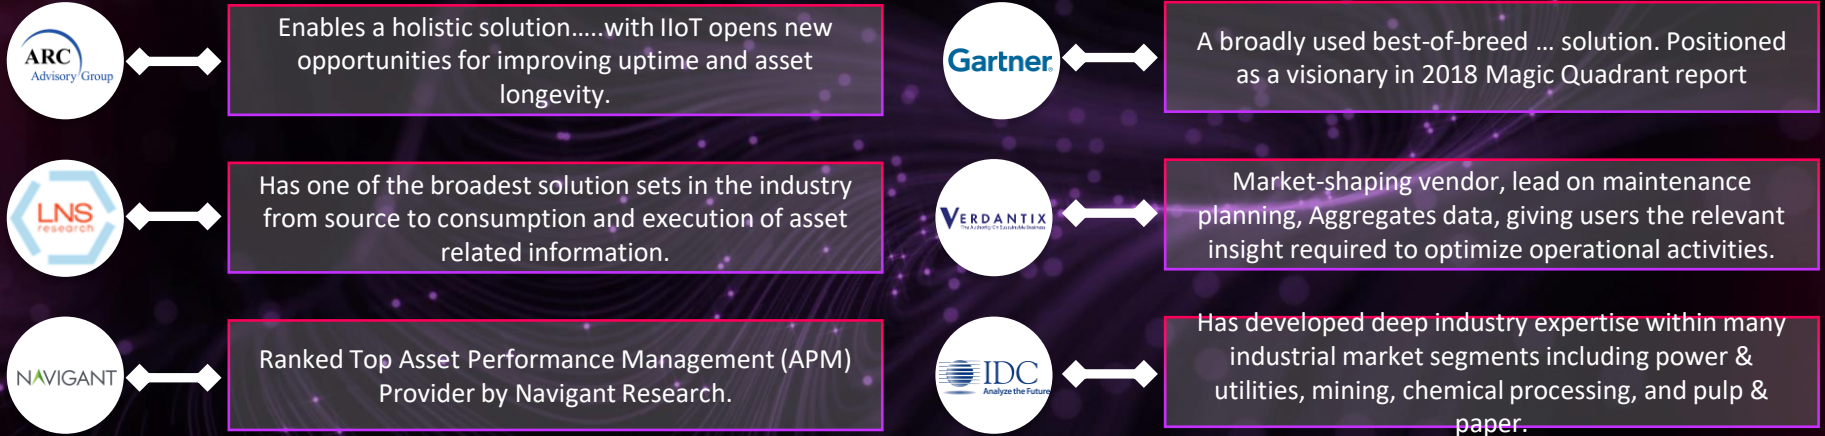 ARC
Advisory Group
Enables a holistic solution…..with IIoT opens new
opportunities for improving uptime and asset
longevity.
Gartner
A broadly used best-of-breed … solution. Positioned
as a visionary in 2018 Magic Quadrant report
LNS
research
Has one of the broadest solution sets in the industry
from source to consumption and execution of asset
related information.
VERDANTIX
The Authority On Sustainable Business
Market-shaping vendor, lead on maintenance
planning, Aggregates data, giving users the relevant
insight required to optimize operational activities.
NAVIGANT
Ranked Top Asset Performance Management (APM)
Provider by Navigant Research.
IDC
Analyze the Future
Has developed deep industry expertise within many
industrial market segments including power &
utilities, mining, chemical processing, and pulp &
paper.